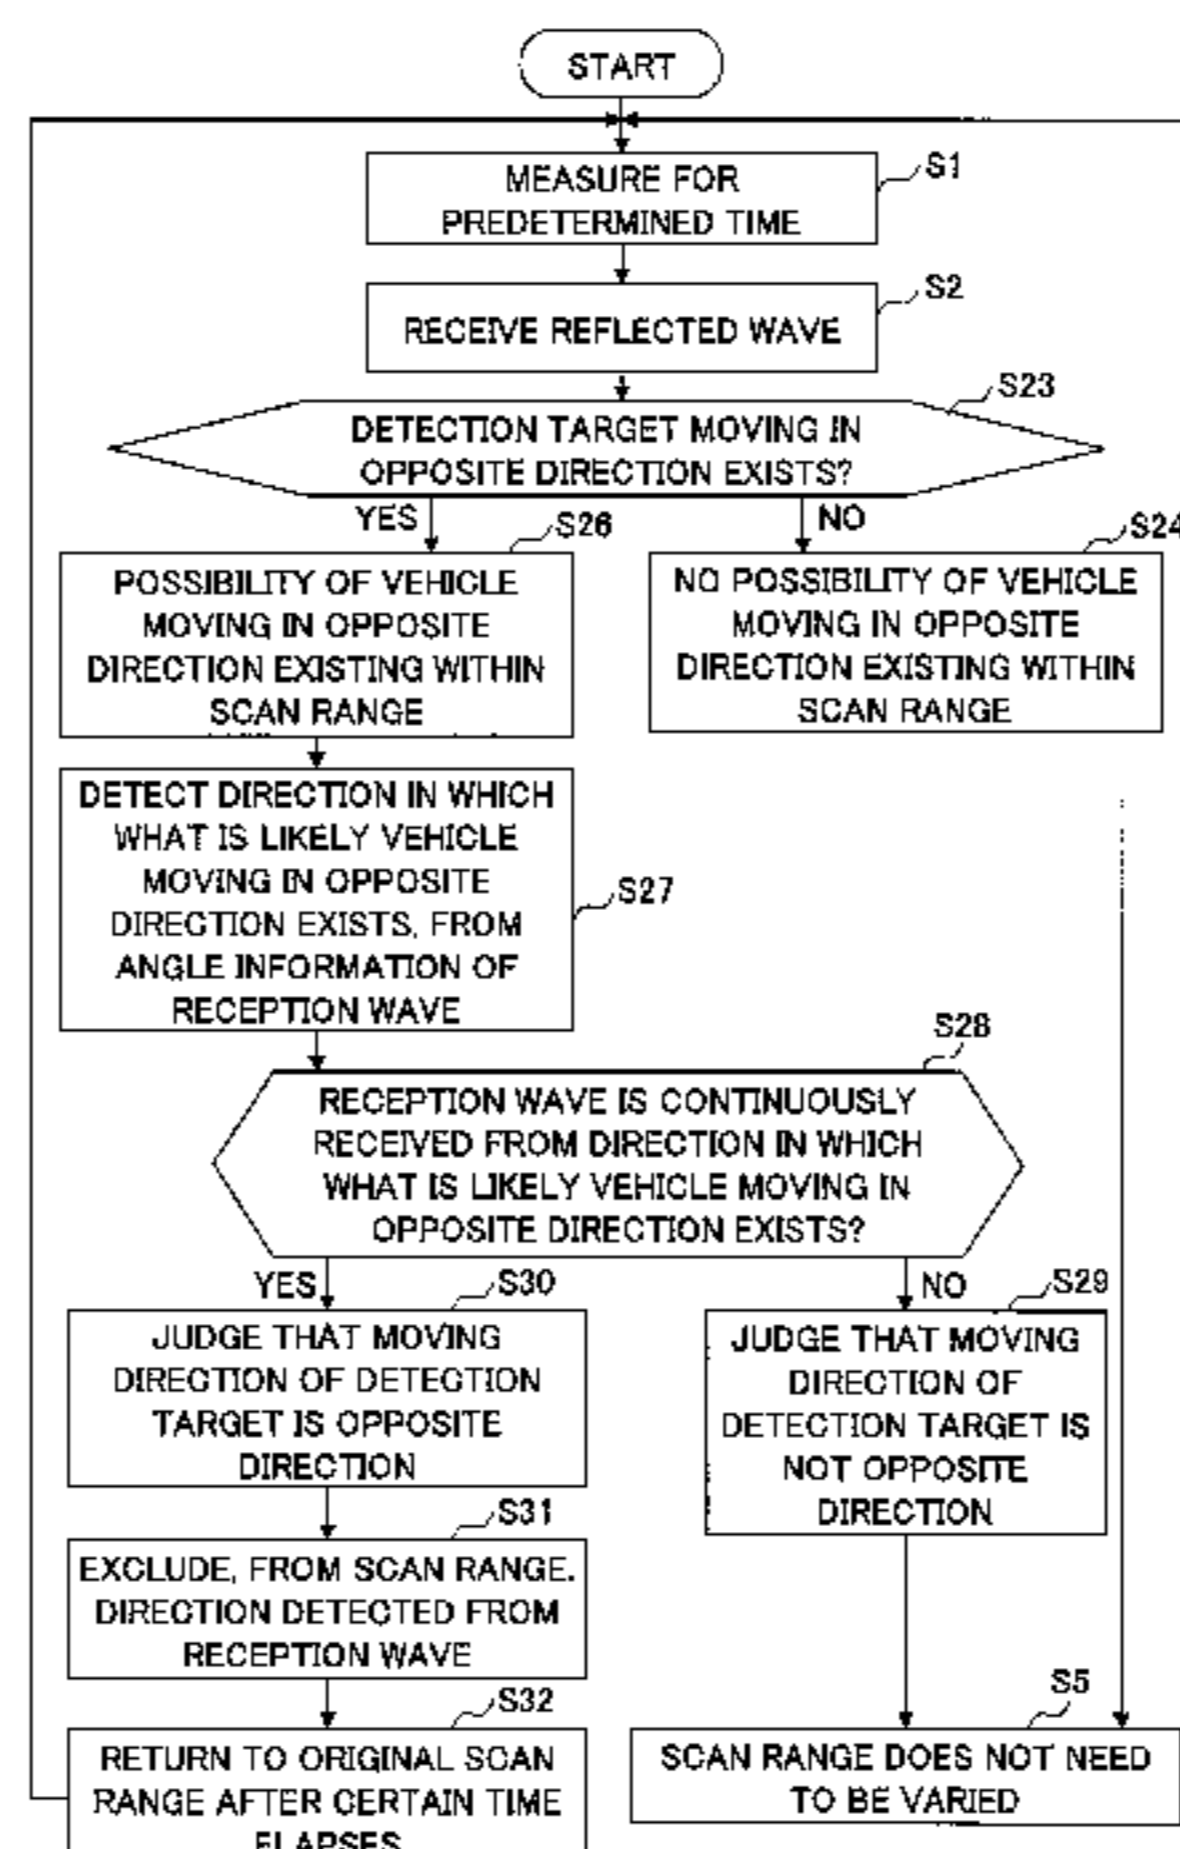 START
S1
MEASURE FOR
PREDETERMINED TIME
S2
RECEIVE REFLECTED WAVE
S23
DETECTION TARGET MOVING IN
OPPOSITE DIRECTION EXISTS?
YES
NO
S26
POSSIBILITY OF VEHICLE
MOVING IN OPPOSITE
DIRECTION EXISTING WITHIN
SCAN RANGE
S24
NO POSSIBILITY OF VEHICLE
MOVING IN OPPOSITE
DIRECTION EXISTING WITHIN
SCAN RANGE
DETECT DIRECTION IN WHICH
WHAT IS LIKELY VEHICLE
MOVING IN OPPOSITE
DIRECTION EXISTS, FROM
ANGLE INFORMATION OF
RECEPTION WAVE
S27
S28
RECEPTION WAVE IS CONTINUOUSLY
RECEIVED FROM DIRECTION IN WHICH
WHAT IS LIKELY VEHICLE MOVING IN
OPPOSITE DIRECTION EXISTS?
YES
NO
S30
JUDGE THAT MOVING
DIRECTION OF DETECTION
TARGET IS OPPOSITE
DIRECTION
S29
JUDGE THAT MOVING
DIRECTION OF
DETECTION TARGET IS
NOT OPPOSITE
DIRECTION
S31
EXCLUDE, FROM SCAN RANGE.
DIRECTION DETECTED FROM
RECEPTION WAVE
S32
RETURN TO ORIGINAL SCAN
RANGE AFTER CERTAIN TIME
ELAPSES
S5
SCAN RANGE DOES NOT NEED
TO BE VARIED